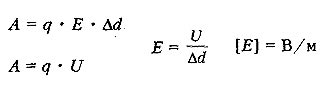 A = q · E · Δd
A = q · U
E = U / Δd
[E] = В/м